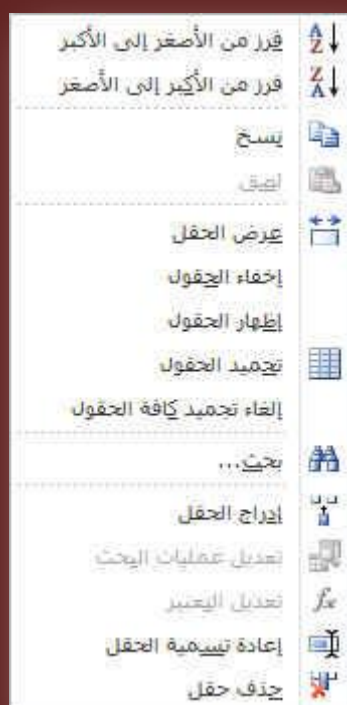 فرز من الأصغر إلى الأكبر
فرز من الأكبر إلى الأصغر
نسخ
لصق
عرض الحقل
إخفاء الحقول
إظهار الحقول
تجميد الحقول
إلغاء تجميد كافة الحقول
بحث...
إدراج الحقل
تعديل عمليات البحث
تعديل التعبير
إعادة تسمية الحقل
حذف حقل